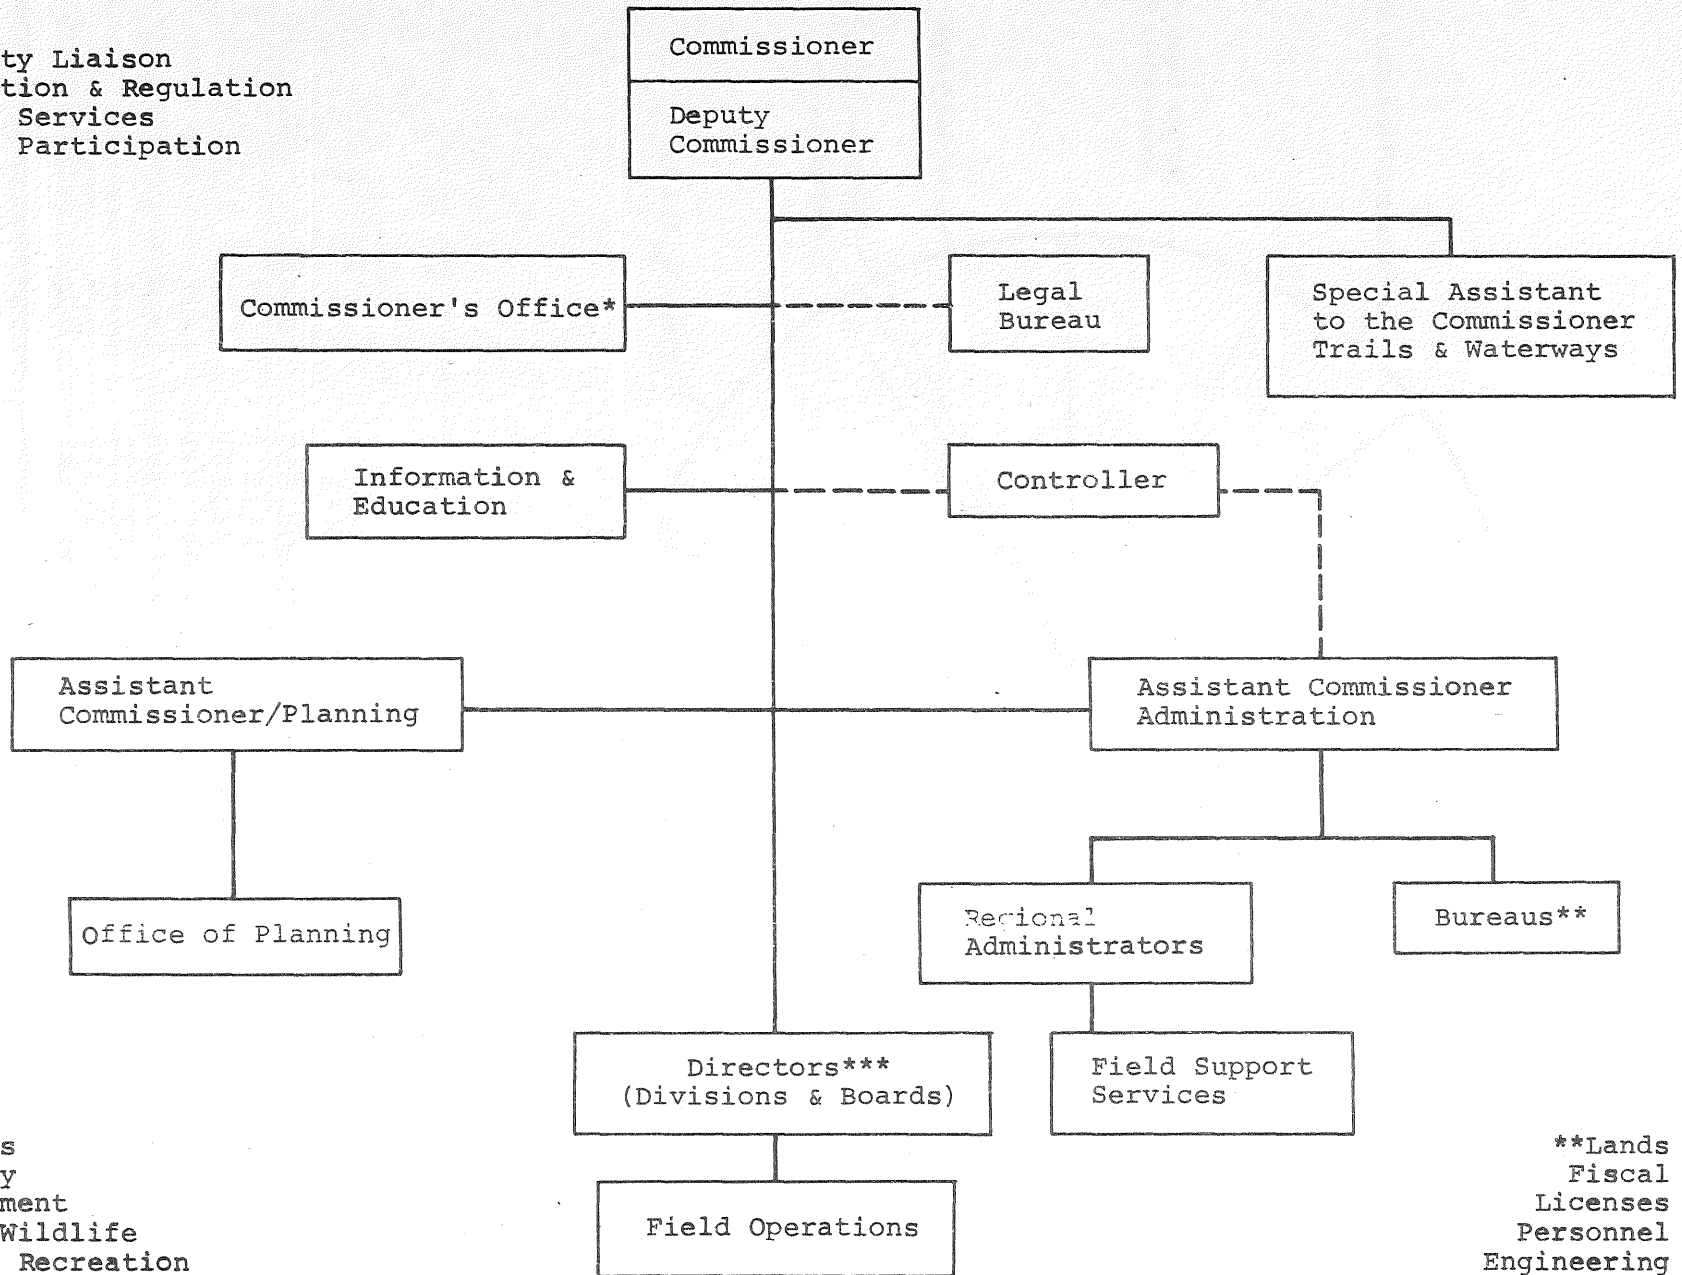 Commissioner
Deputy
Commissioner
ty Liaison
tion & Regulation
Services
Participation
Commissioner's Office*
Legal
Bureau
Special Assistant
to the Commissioner
Trails & Waterways
Information &
Education
Controller
Assistant
Commissioner/Planning
Assistant Commissioner
Administration
Office of Planning
Regional
Administrators
Bureaus**
Directors***
(Divisions & Boards)
Field Support
Services
Field Operations
s
y
ment
Wildlife
Recreation
**Lands
Fiscal
Licenses
Personnel
Engineering